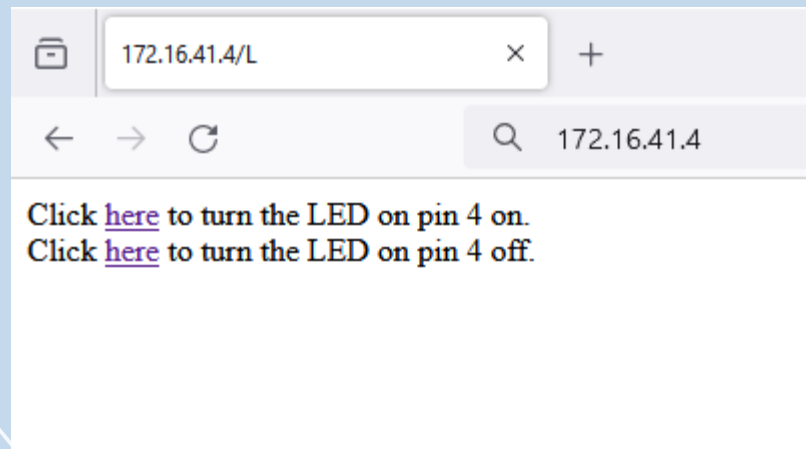 172.16.41.4/L
172.16.41.4
Click here to turn the LED on pin 4 on.
Click here to turn the LED on pin 4 off.